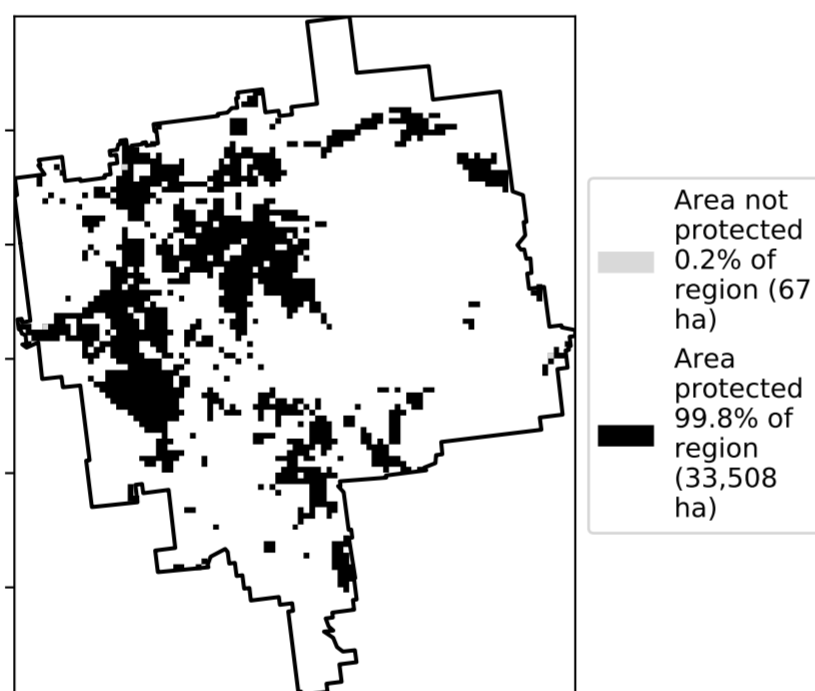 Area not
protected
0.2% of
region (67
ha)
Area
protected
99.8% of
region
(33,508
ha)